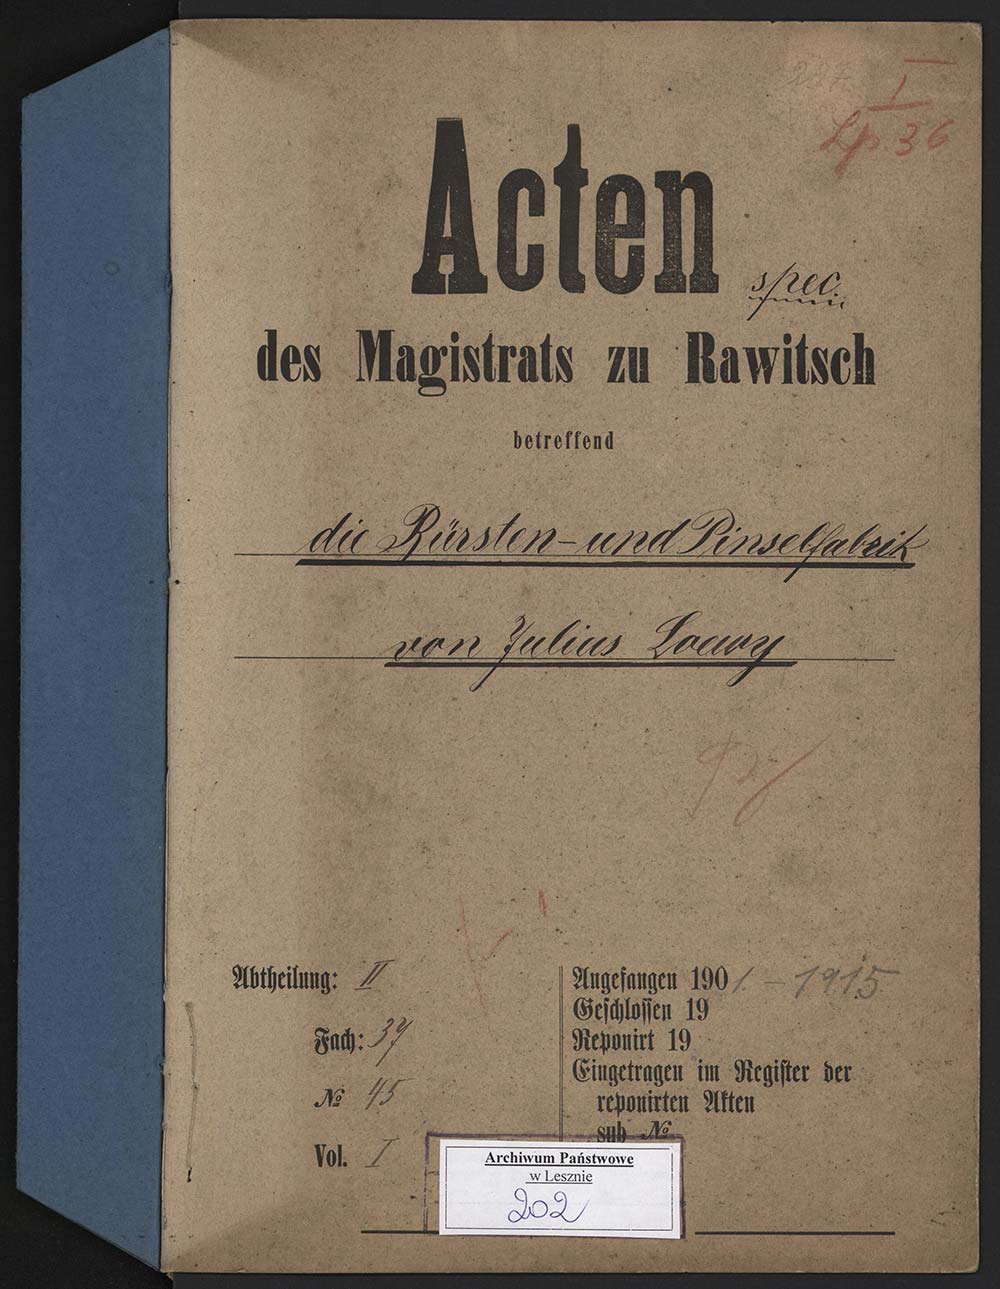 I
Lp. 36
Acten
spec.
des Magistrats zu Rawitsch
betreffend
die Bürsten- und Pinselfabrik
von Julius Loewy
Abtheilung: II
Fach: 37
№ 45
Vol. I
Angefangen 1901. - 1915
Geschlossen 19
Reponirt 19
Eingetragen im Register der
reponirten Akten
sub №
Archiwum Państwowe
w Lesznie
202